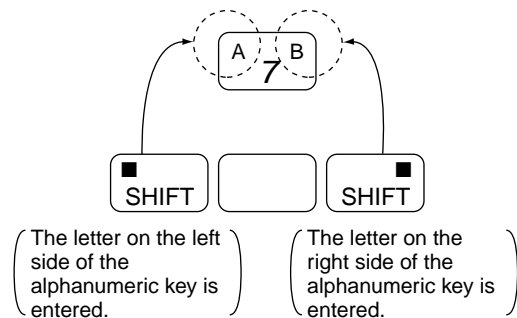 A B
7
SHIFT
SHIFT
The letter on the left
side of the
alphanumeric key is
entered.
The letter on the
right side of the
alphanumeric key is
entered.